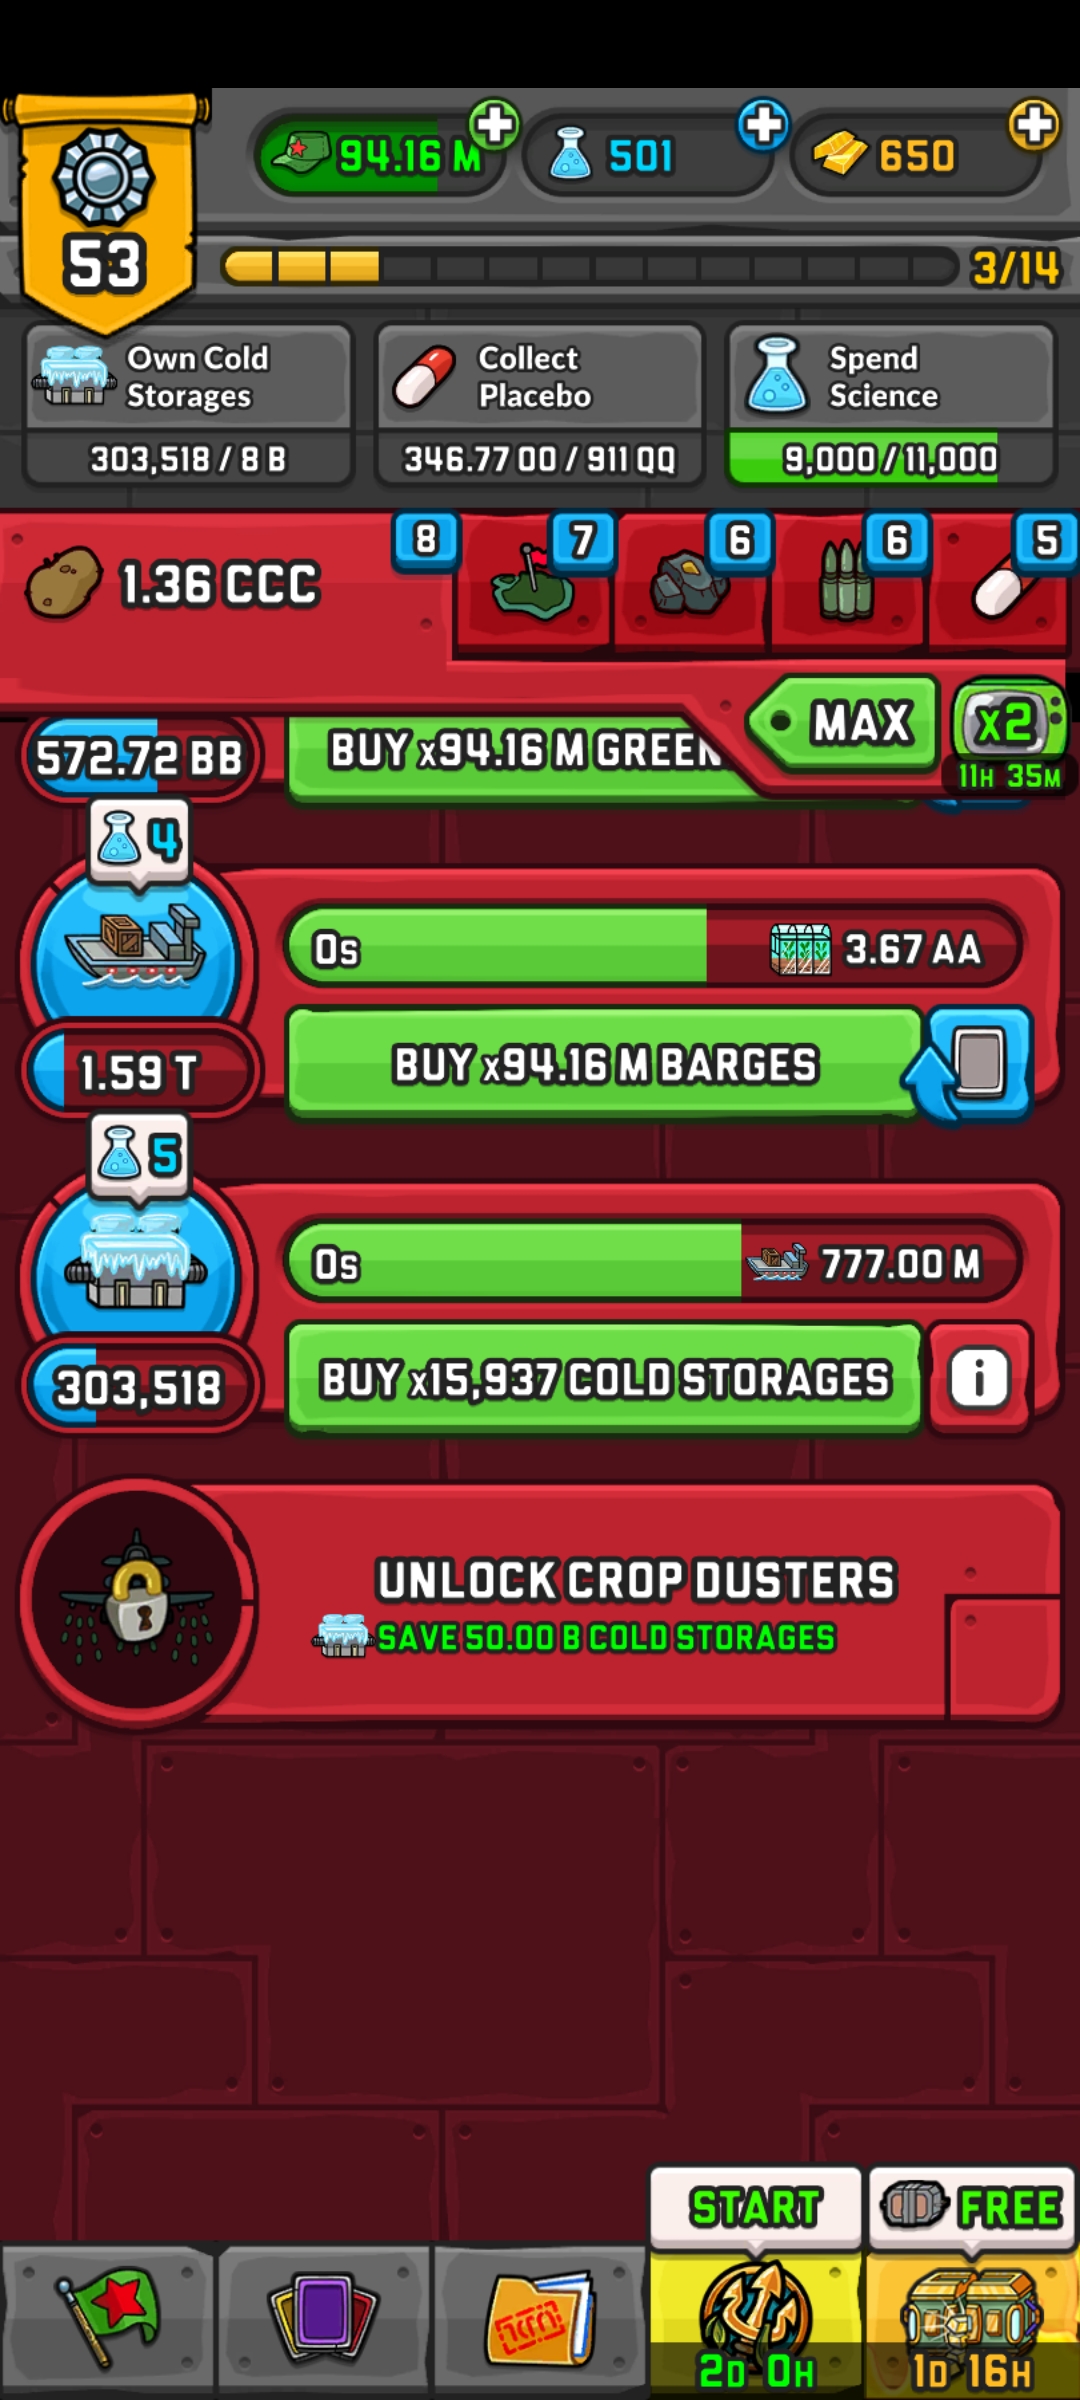 94.16 M
501
650
53
3/14
Own Cold
Storages
303,518 / 8 B
Collect
Placebo
346.77 OO / 911 QQ
Spend
Science
9,000 / 11,000
1.36 CCC
8
7
6
6
5
MAX
x2
11H 35M
572.72 BB
BUY x94.16 M GREEN
4
0s
3.67 AA
1.59 T
BUY x94.16 M BARGES
5
0s
777.00 M
303,518
BUY x15,937 COLD STORAGES
i
UNLOCK CROP DUSTERS
SAVE 50.00 B COLD STORAGES
START
FREE
2D 0H
1D 16H